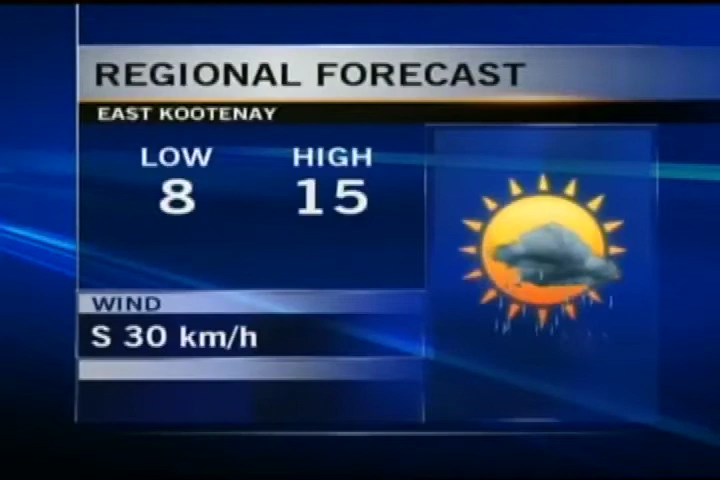 REGIONAL FORECAST
EAST KOOTENAY
LOW HIGH
8 15
WIND
S 30 km/h